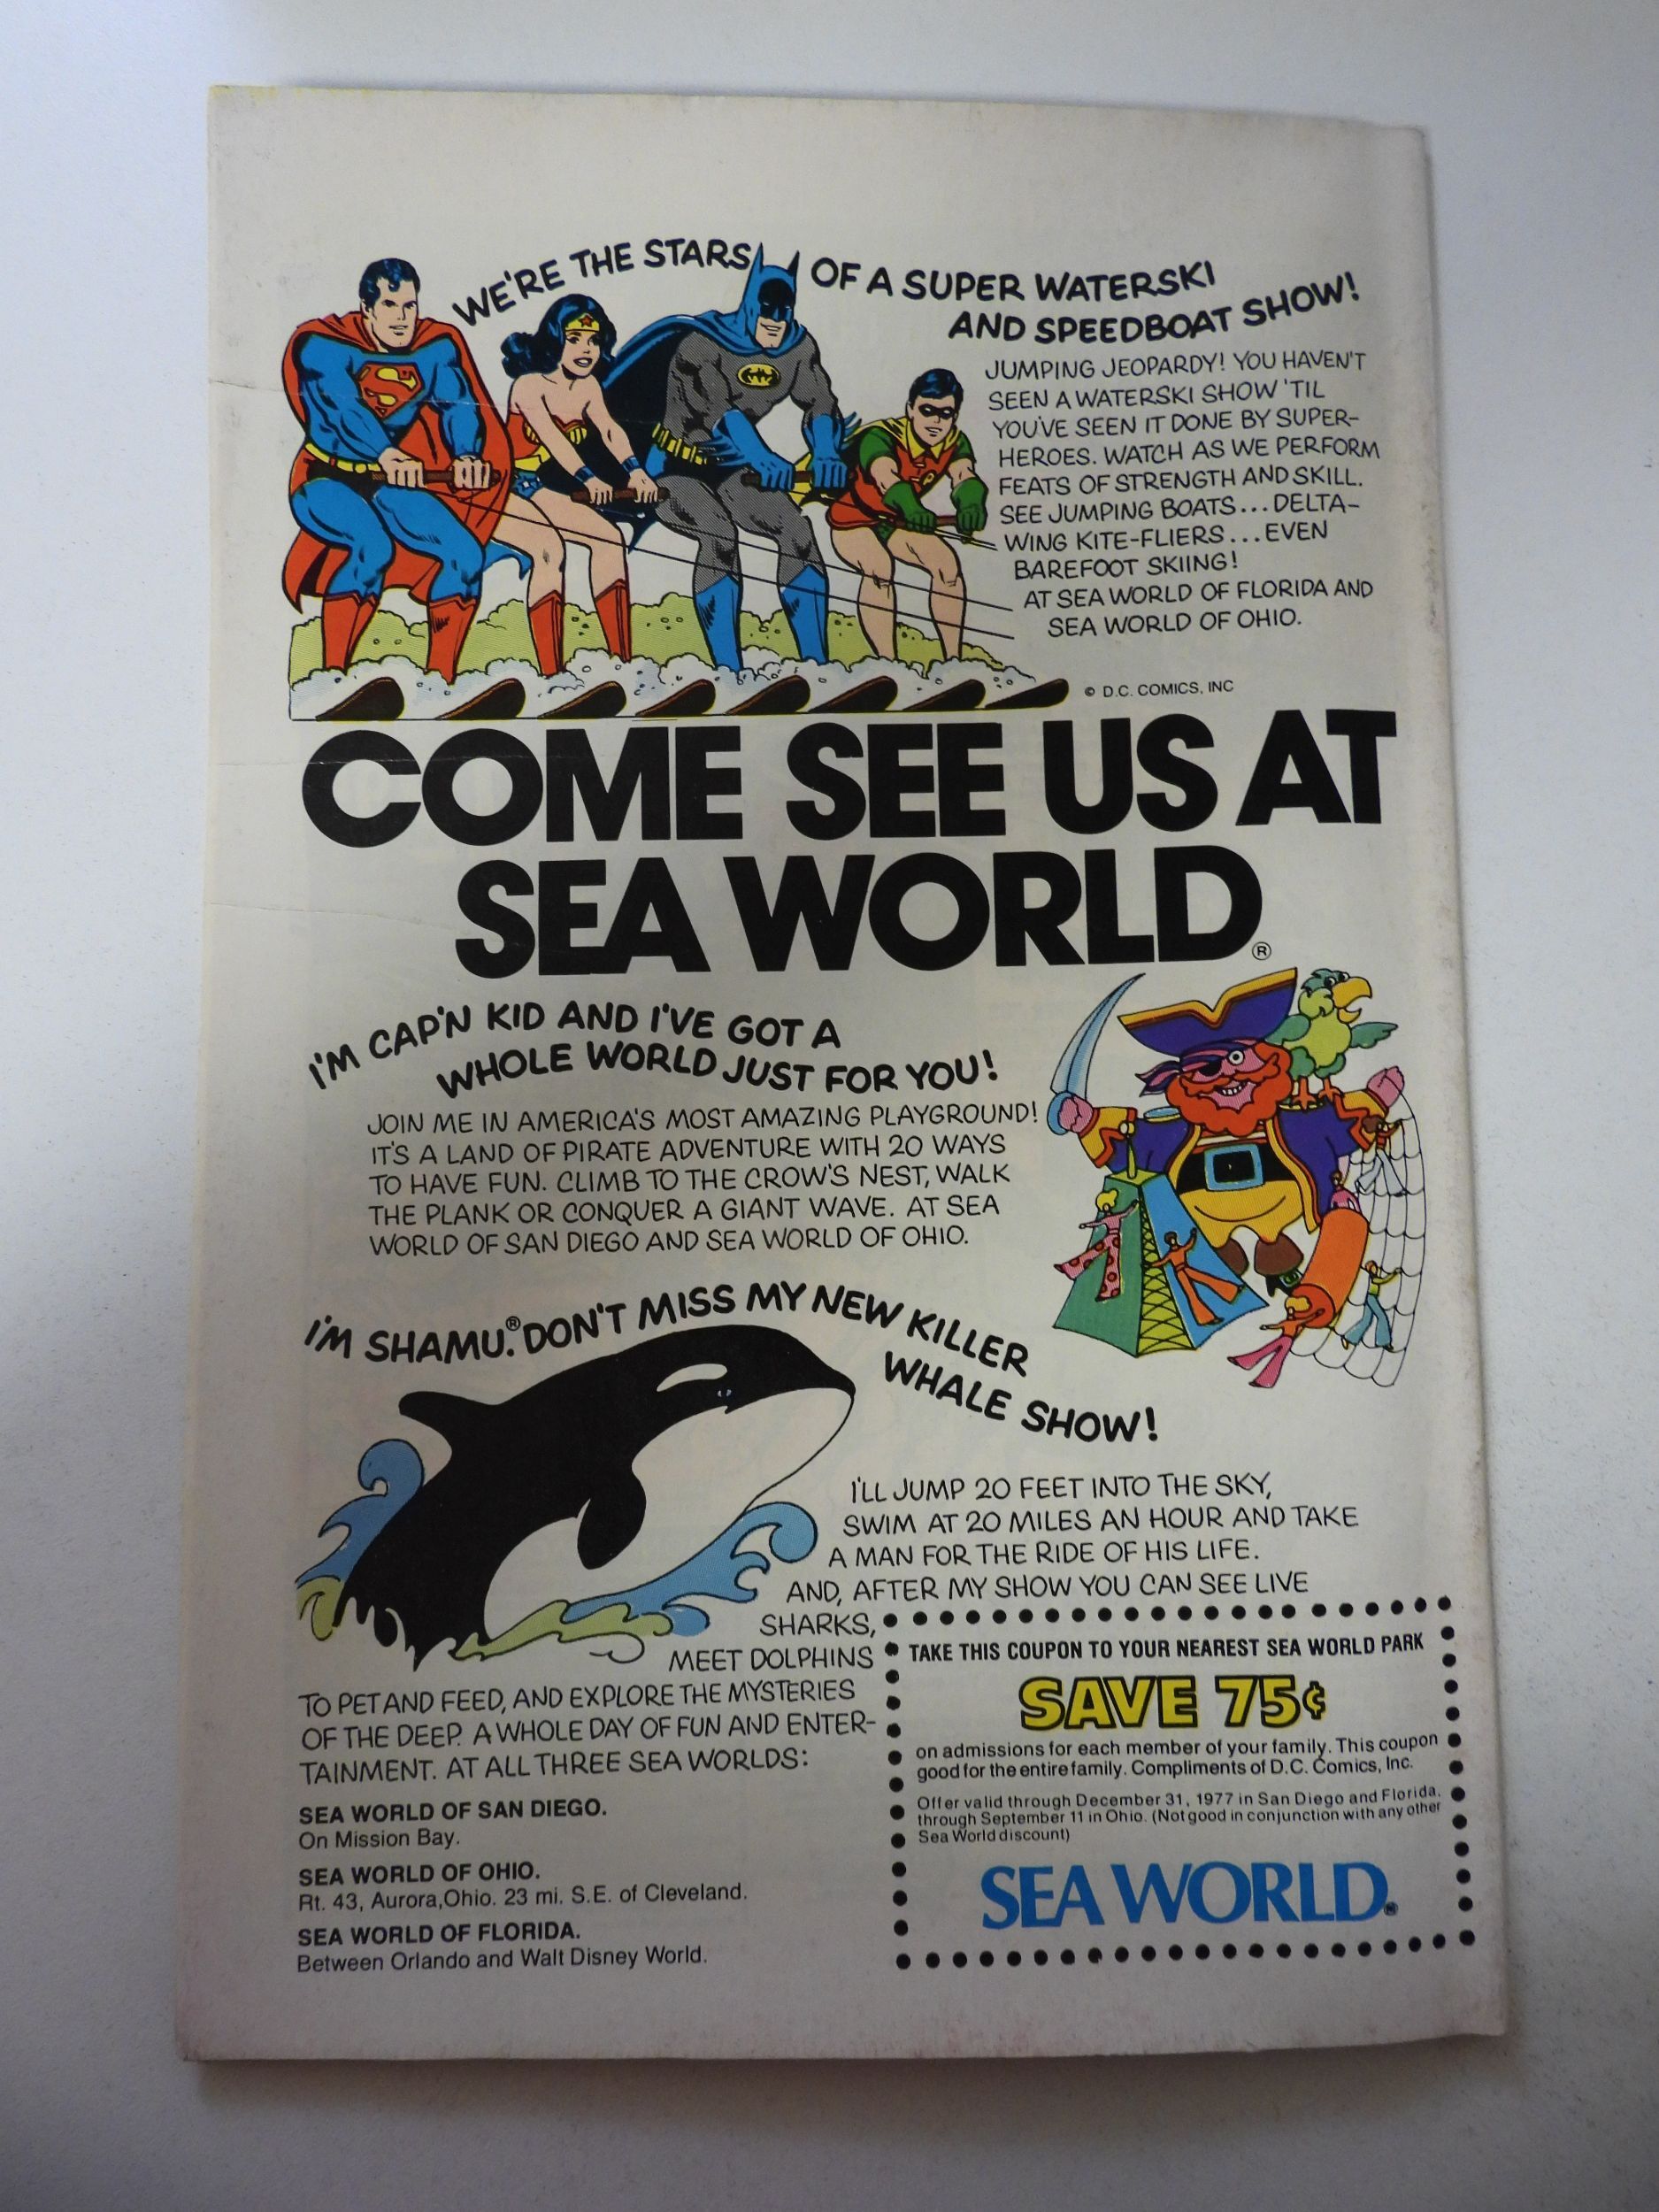 WE'RE THE STARS OF A SUPER WATERSKI
AND SPEEDBOAT SHOW!
JUMPING JEOPARDY! YOU HAVEN'T
SEEN A WATERSKI SHOW 'TIL
YOU'VE SEEN IT DONE BY SUPER-
HEROES. WATCH AS WE PERFORM
FEATS OF STRENGTH AND SKILL.
SEE JUMPING BOATS...DELTA-
WING KITE-FLIERS...EVEN
BAREFOOT SKIING!
AT SEA WORLD OF FLORIDA AND
SEA WORLD OF OHIO.
© D.C. COMICS, INC
COME SEE US AT
SEA WORLD®
I'M CAP'N KID AND I'VE GOT A
WHOLE WORLD JUST FOR YOU!
JOIN ME IN AMERICA'S MOST AMAZING PLAYGROUND!
IT'S A LAND OF PIRATE ADVENTURE WITH 20 WAYS
TO HAVE FUN. CLIMB TO THE CROW'S NEST, WALK
THE PLANK OR CONQUER A GIANT WAVE. AT SEA
WORLD OF SAN DIEGO AND SEA WORLD OF OHIO.
I'M SHAMU.® DON'T MISS MY NEW KILLER
WHALE SHOW!
I'LL JUMP 20 FEET INTO THE SKY,
SWIM AT 20 MILES AN HOUR AND TAKE
A MAN FOR THE RIDE OF HIS LIFE.
AND, AFTER MY SHOW YOU CAN SEE LIVE
SHARKS,
MEET DOLPHINS
TO PET AND FEED, AND EXPLORE THE MYSTERIES
OF THE DEEP. A WHOLE DAY OF FUN AND ENTER-
TAINMENT. AT ALL THREE SEA WORLDS:
SEA WORLD OF SAN DIEGO.
On Mission Bay.
SEA WORLD OF OHIO.
Rt. 43, Aurora, Ohio. 23 mi. S.E. of Cleveland.
SEA WORLD OF FLORIDA.
Between Orlando and Walt Disney World.
TAKE THIS COUPON TO YOUR NEAREST SEA WORLD PARK
SAVE 75¢
on admissions for each member of your family. This coupon
good for the entire family. Compliments of D.C. Comics, Inc.
Offer valid through December 31, 1977 in San Diego and Florida,
through September 11 in Ohio. (Not good in conjunction with any other
Sea World discount)
SEA WORLD®